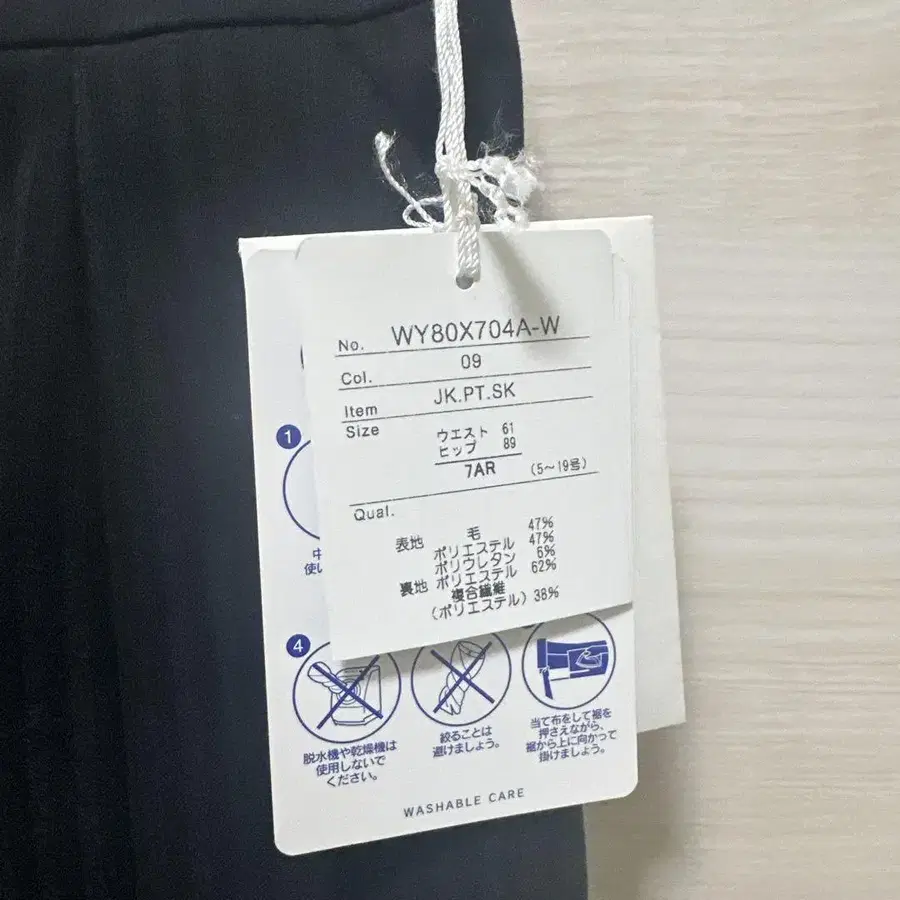 No. WY80X704A-W
Col. 09
Item JK.PT.SK
Size
ウエスト 61
ヒップ 89
7AR (5～19号)
Qual.
表地 毛 47%
ポリエステル 47%
ポリウレタン 6%
裏地 ポリエステル 62%
複合繊維
(ポリエステル) 38%
1
使い
4
脱水機や乾燥機は
使用しないで
ください。
絞ることは
避けましょう。
当て布をして裾を
押さえながら、
裾から上に向かって
掛けましょう。
WASHABLE CARE